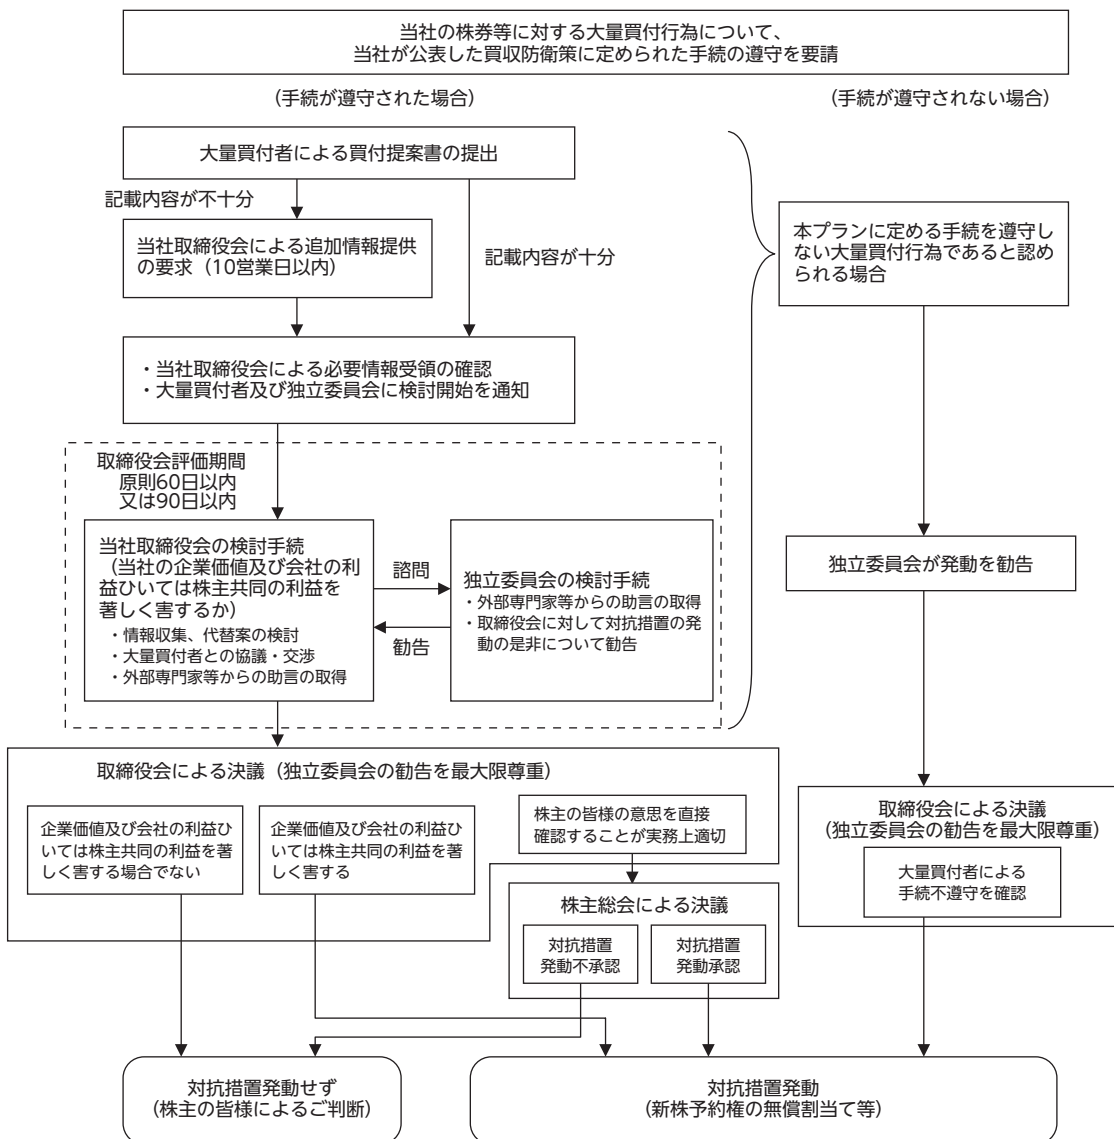 当社の株券等に対する大量買付行為について、
当社が公表した買収防衛策に定められた手続の遵守を要請
(手続が遵守された場合)
(手続が遵守されない場合)
大量買付者による買付提案書の提出
記載内容が不十分
当社取締役会による追加情報提供
の要求（10営業日以内）
記載内容が十分
本プランに定める手続を遵守し
ない大量買付行為であると認め
られる場合
・当社取締役会による必要情報受領の確認
・大量買付者及び独立委員会に検討開始を通知
取締役会評価期間
原則60日以内
又は90日以内
当社取締役会の検討手続
（当社の企業価値及び会社の利
益ひいては株主共同の利益を
著しく害するか）
・情報収集、代替案の検討
・大量買付者との協議・交渉
・外部専門家等からの助言の取得
諮問
勧告
独立委員会の検討手続
・外部専門家等からの助言の取得
・取締役会に対して対抗措置の発
動の是非について勧告
独立委員会が発動を勧告
取締役会による決議（独立委員会の勧告を最大限尊重）
企業価値及び会社の利益ひ
いては株主共同の利益を著
しく害する場合でない
企業価値及び会社の利益ひ
いては株主共同の利益を著
しく害する
株主の皆様の意思を直接
確認することが実務上適切
株主総会による決議
対抗措置
発動不承認
対抗措置
発動承認
取締役会による決議
（独立委員会の勧告を最大限尊重）
大量買付者による
手続不遵守を確認
対抗措置発動せず
（株主の皆様によるご判断）
対抗措置発動
（新株予約権の無償割当て等）